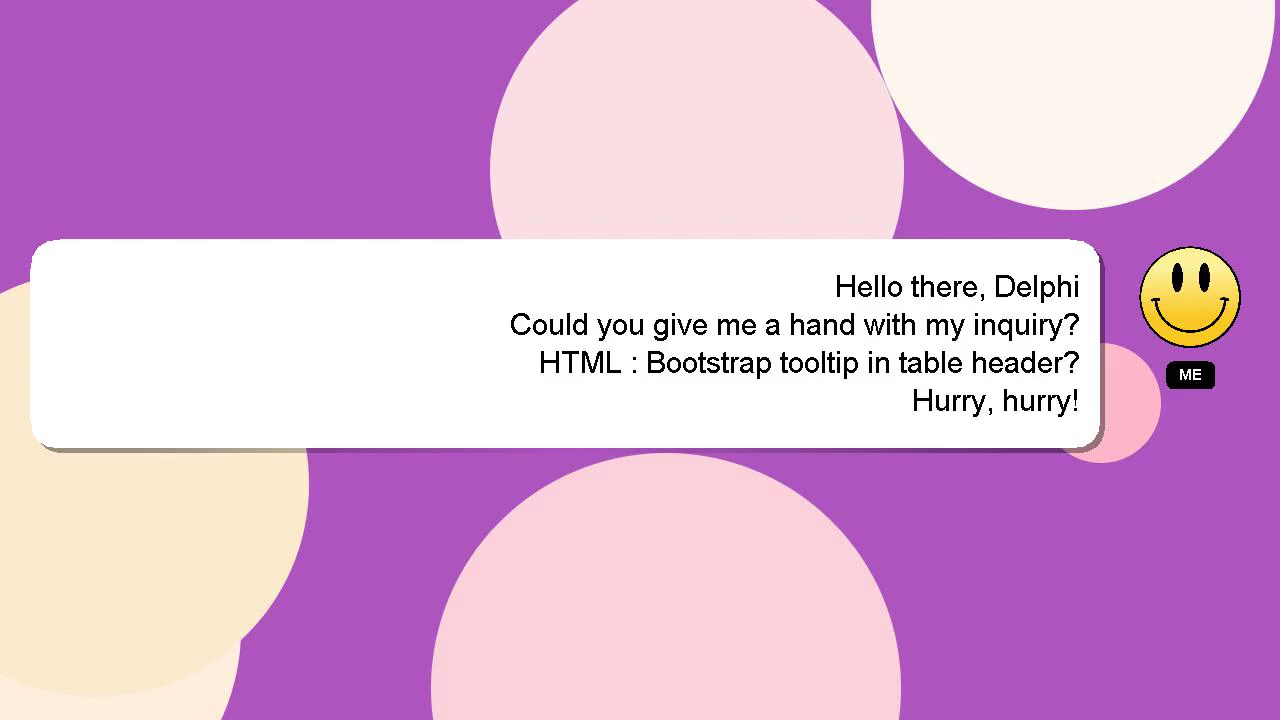 Hello there, Delphi
Could you give me a hand with my inquiry?
HTML : Bootstrap tooltip in table header?
Hurry, hurry!
ME